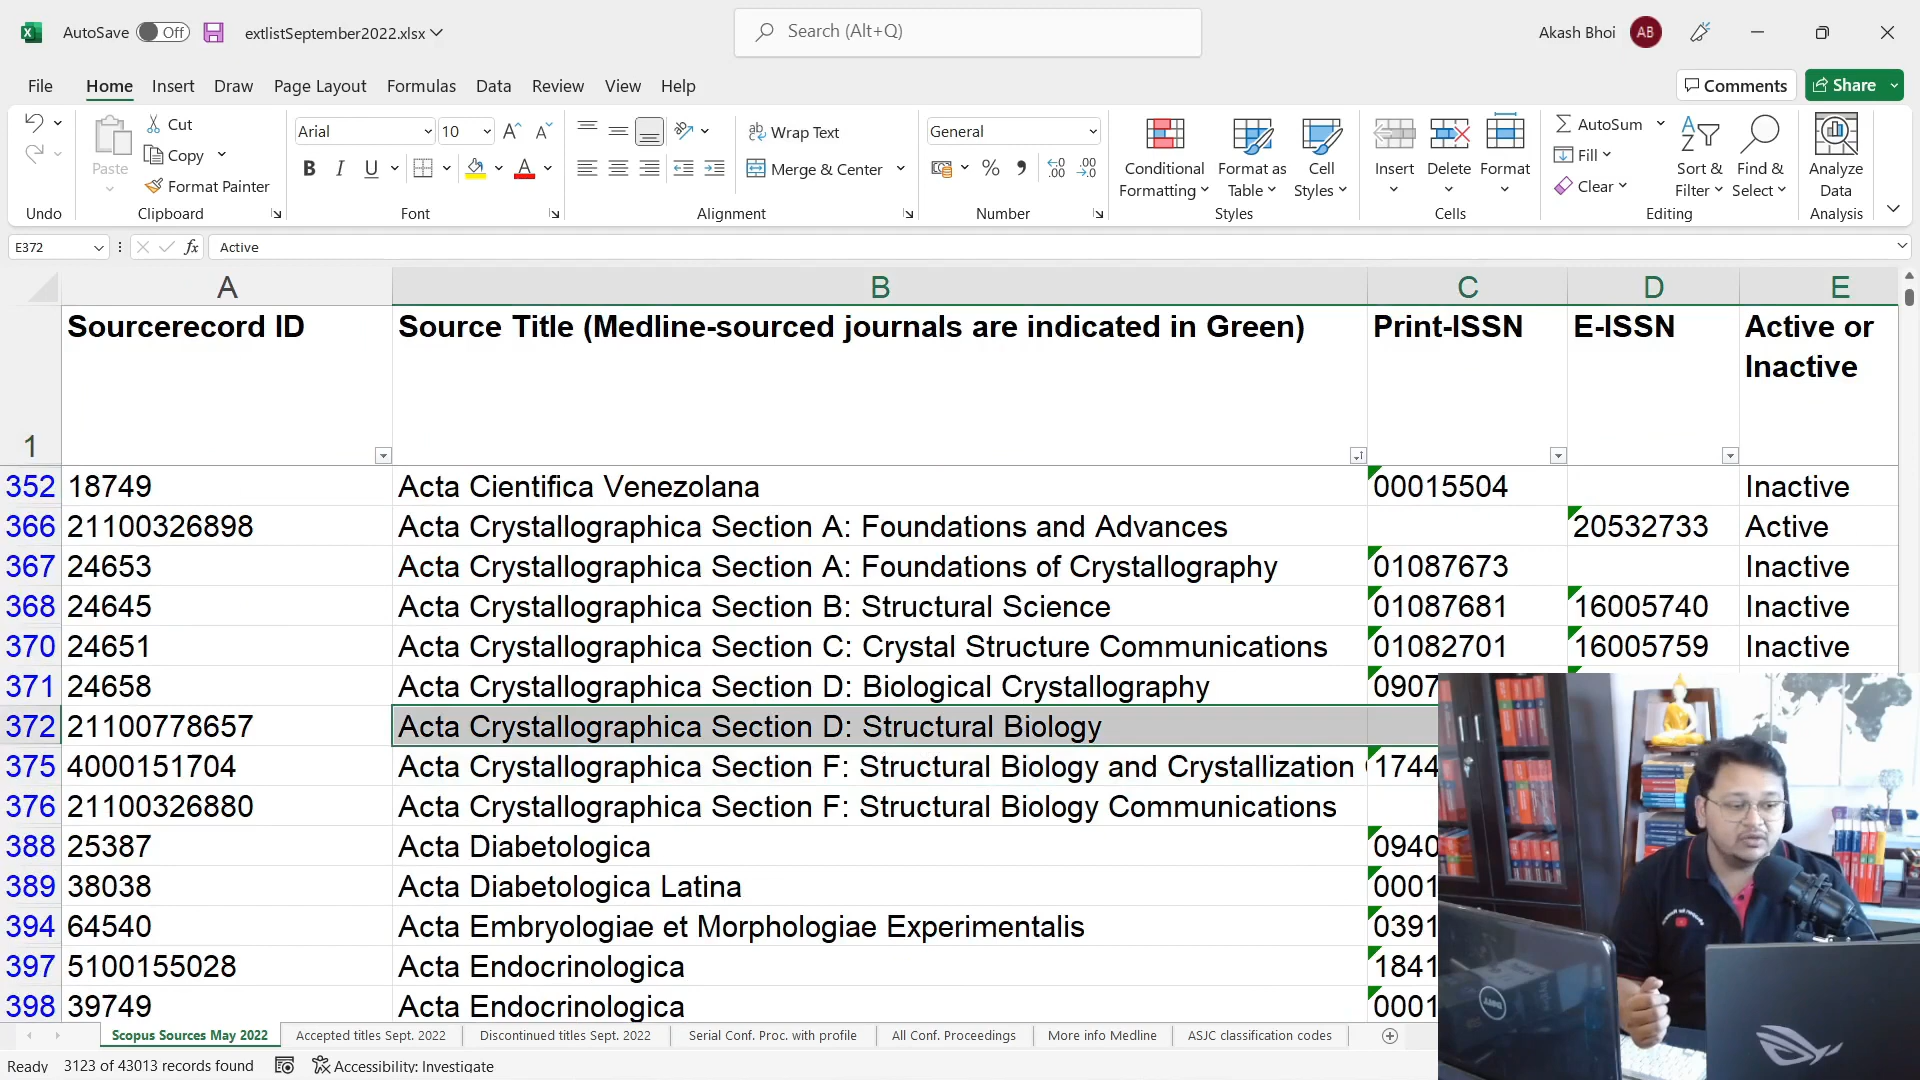 AutoSave Off extlistSeptember2022.xlsx Search (Alt+Q) Akash Bhoi AB
File Home Insert Draw Page Layout Formulas Data Review View Help Comments Share
Paste Cut Copy Format Painter
Arial 10
B I U A
Wrap Text
Merge & Center
General
Conditional Formatting
Format as Table
Cell Styles
Insert Delete Format
AutoSum
Fill
Clear
Sort & Filter
Find & Select
Analyze Data
Undo Clipboard Font Alignment Number Styles Cells Editing Analysis
E372 fx Active
A B C D E
1 Sourcerecord ID Source Title (Medline-sourced journals are indicated in Green) Print-ISSN E-ISSN Active or Inactive
352 18749 Acta Cientifica Venezolana 00015504 Inactive
366 21100326898 Acta Crystallographica Section A: Foundations and Advances 20532733 Active
367 24653 Acta Crystallographica Section A: Foundations of Crystallography 01087673 Inactive
368 24645 Acta Crystallographica Section B: Structural Science 01087681 16005740 Inactive
370 24651 Acta Crystallographica Section C: Crystal Structure Communications 01082701 16005759 Inactive
371 24658 Acta Crystallographica Section D: Biological Crystallography 0907
372 21100778657 Acta Crystallographica Section D: Structural Biology
375 4000151704 Acta Crystallographica Section F: Structural Biology and Crystallization 1744
376 21100326880 Acta Crystallographica Section F: Structural Biology Communications
388 25387 Acta Diabetologica 0940
389 38038 Acta Diabetologica Latina 0001
394 64540 Acta Embryologiae et Morphologiae Experimentalis 0391
397 5100155028 Acta Endocrinologica 1841
398 39749 Acta Endocrinologica 0001
Scopus Sources May 2022 Accepted titles Sept. 2022 Discontinued titles Sept. 2022 Serial Conf. Proc. with profile All Conf. Proceedings More info Medline ASJC classification codes
Ready 3123 of 43013 records found Accessibility: Investigate
DELL